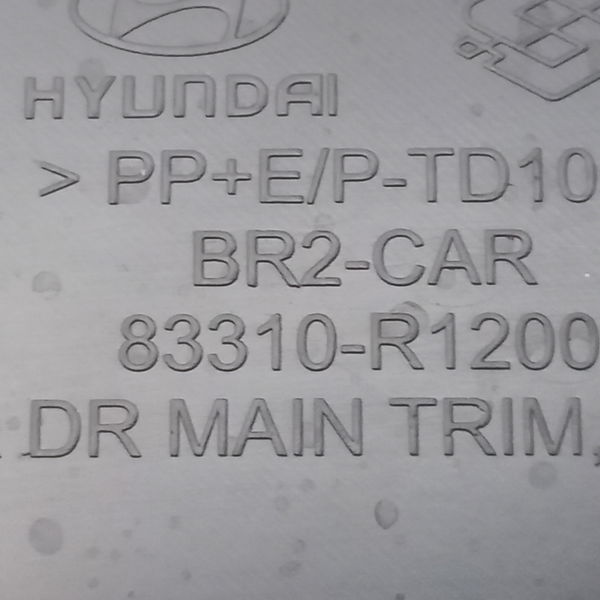 HYUNDAI
> PP+E/P-TD10
BR2-CAR
83310-R1200
DR MAIN TRIM,